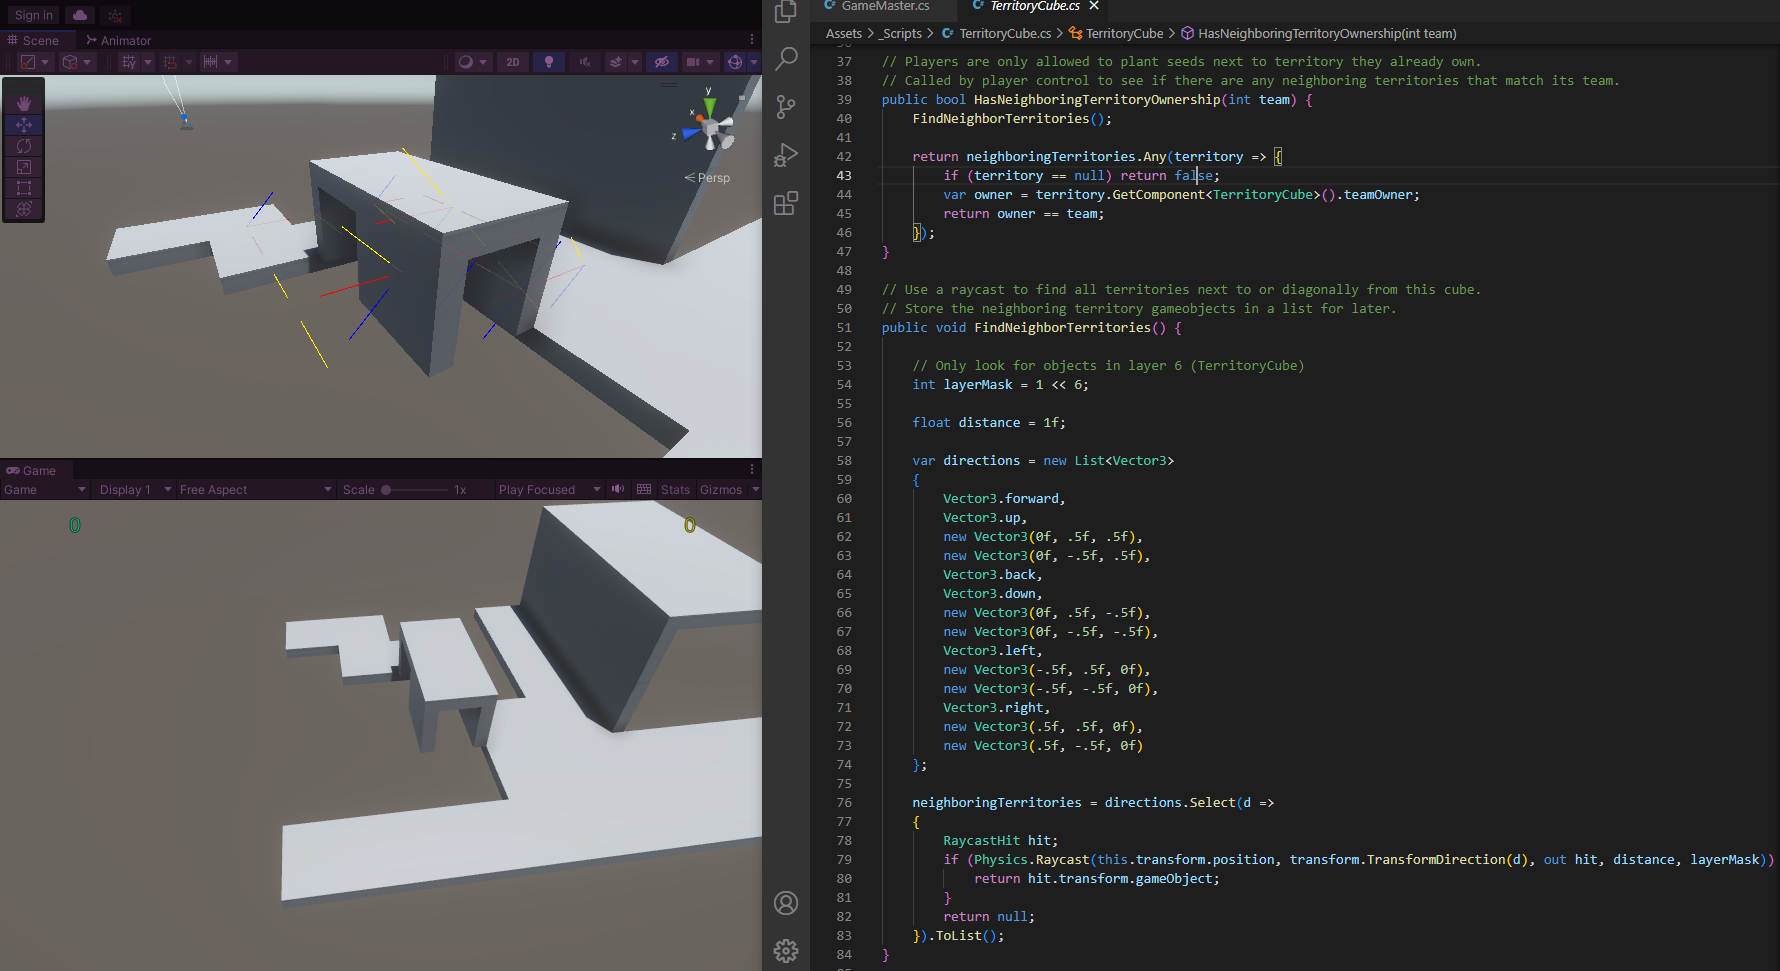 Sign in
Scene
Animator
2D
y
x
z
Persp
Game
Game
Display 1
Free Aspect
Scale
1x
Play Focused
Stats
Gizmos
0
0
GameMaster.cs
TerritoryCube.cs
Assets > _Scripts > TerritoryCube.cs > TerritoryCube > HasNeighboringTerritoryOwnership(int team)
36
37 // Players are only allowed to plant seeds next to territory they already own.
38 // Called by player control to see if there are any neighboring territories that match its team.
39 public bool HasNeighboringTerritoryOwnership(int team) {
40 FindNeighborTerritories();
41
42 return neighboringTerritories.Any(territory => {
43 if (territory == null) return false;
44 var owner = territory.GetComponent<TerritoryCube>().teamOwner;
45 return owner == team;
46 });
47 }
48
49 // Use a raycast to find all territories next to or diagonally from this cube.
50 // Store the neighboring territory gameobjects in a list for later.
51 public void FindNeighborTerritories() {
52
53 // Only look for objects in layer 6 (TerritoryCube)
54 int layerMask = 1 << 6;
55
56 float distance = 1f;
57
58 var directions = new List<Vector3>
59 {
60 Vector3.forward,
61 Vector3.up,
62 new Vector3(0f, .5f, .5f),
63 new Vector3(0f, -.5f, .5f),
64 Vector3.back,
65 Vector3.down,
66 new Vector3(0f, .5f, -.5f),
67 new Vector3(0f, -.5f, -.5f),
68 Vector3.left,
69 new Vector3(-.5f, .5f, 0f),
70 new Vector3(-.5f, -.5f, 0f),
71 Vector3.right,
72 new Vector3(.5f, .5f, 0f),
73 new Vector3(.5f, -.5f, 0f)
74 };
75
76 neighboringTerritories = directions.Select(d =>
77 {
78 RaycastHit hit;
79 if (Physics.Raycast(this.transform.position, transform.TransformDirection(d), out hit, distance, layerMask))
80 return hit.transform.gameObject;
81 }
82 return null;
83 }).ToList();
84 }